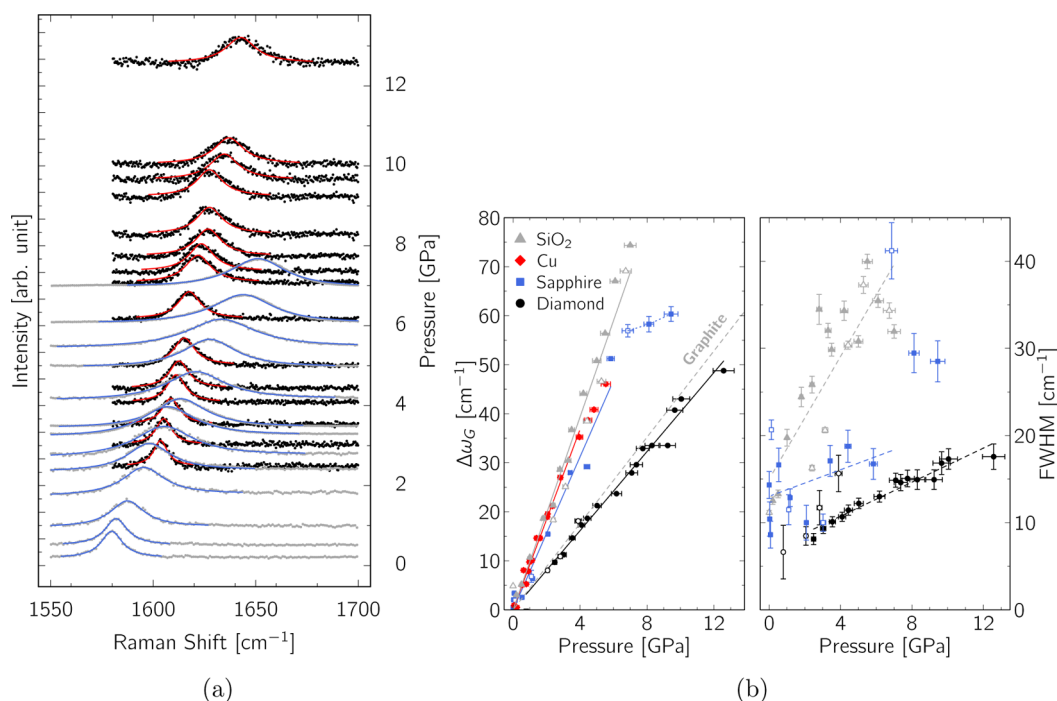 Intensity [arb. unit]
12
10
8
6
4
2
0
Pressure [GPa]
1550 1600 1650 1700
Raman Shift [cm⁻¹]
(a)
80
70
60
50
40
30
20
10
0
Δω_G [cm⁻¹]
SiO₂
Cu
Sapphire
Diamond
Graphite
0 4 8 12
Pressure [GPa]
40
30
20
10
0
FWHM [cm⁻¹]
0 4 8 12
Pressure [GPa]
(b)